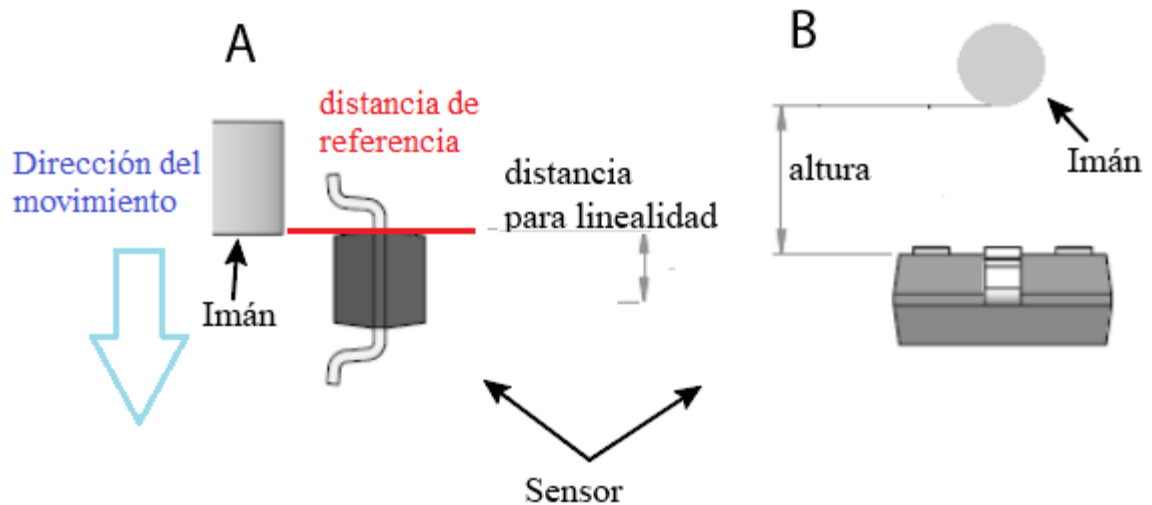 A
B
distancia de
referencia
Dirección del
movimiento
distancia
para linealidad
altura
Imán
Imán
Sensor